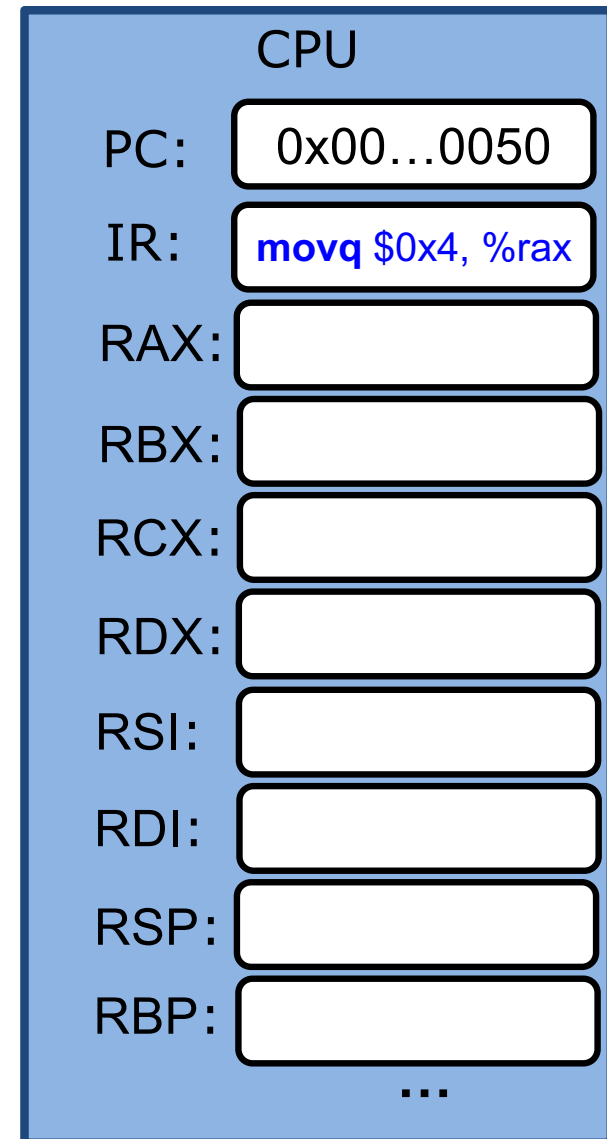 CPU
PC: 0x00…0050
IR: movq $0x4, %rax
RAX:
RBX:
RCX:
RDX:
RSI:
RDI:
RSP:
RBP:
…